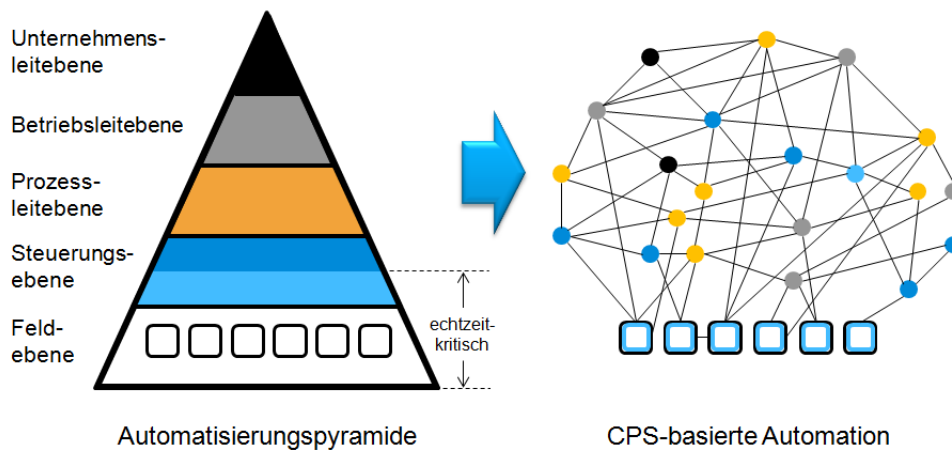 Unternehmens-
leitebene
Betriebsleitebene
Prozess-
leitebene
Steuerungs-
ebene
Feld-
ebene
echtzeit-
kritisch
Automatisierungspyramide
CPS-basierte Automation